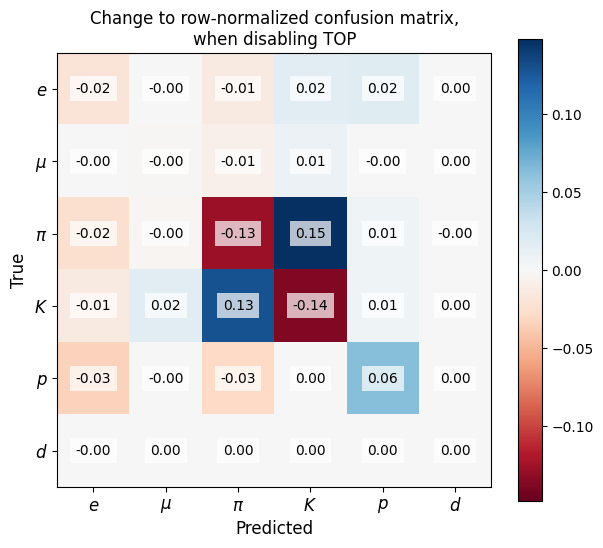 Change to row-normalized confusion matrix,
when disabling TOP
e -0.02 -0.00 -0.01 0.02 0.02 0.00
μ -0.00 -0.00 -0.01 0.01 -0.00 0.00
π -0.02 -0.00 -0.13 0.15 0.01 -0.00
K -0.01 0.02 0.13 -0.14 0.01 0.00
p -0.03 -0.00 -0.03 0.00 0.06 0.00
d -0.00 0.00 0.00 0.00 0.00 0.00
e μ π K p d
Predicted
True
0.10
0.05
0.00
−0.05
−0.10